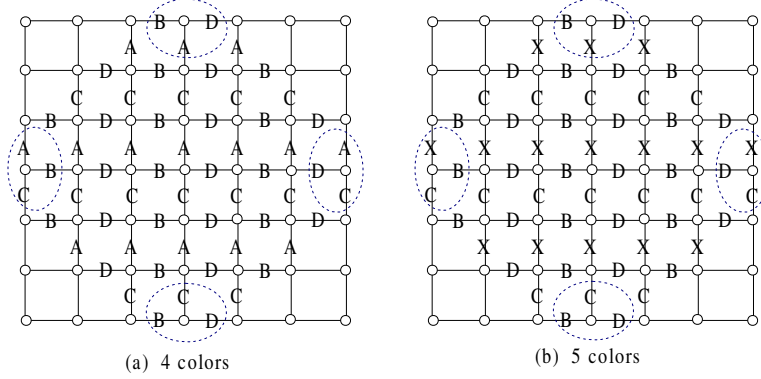 B D
A A A
D B D B
C C C C C
B D B D B D
A A A A A A A
B D B D B D
C C C C C C C
B D B D B D
A A A A A
D B D B
C C C
B D
(a) 4 colors
B D
X X X
D B D B
C C C C C
B D B D B D
X X X X X X X
B D B D B D
C C C C C C C
B D B D B D
X X X X X
D B D B
C C C
B D
(b) 5 colors